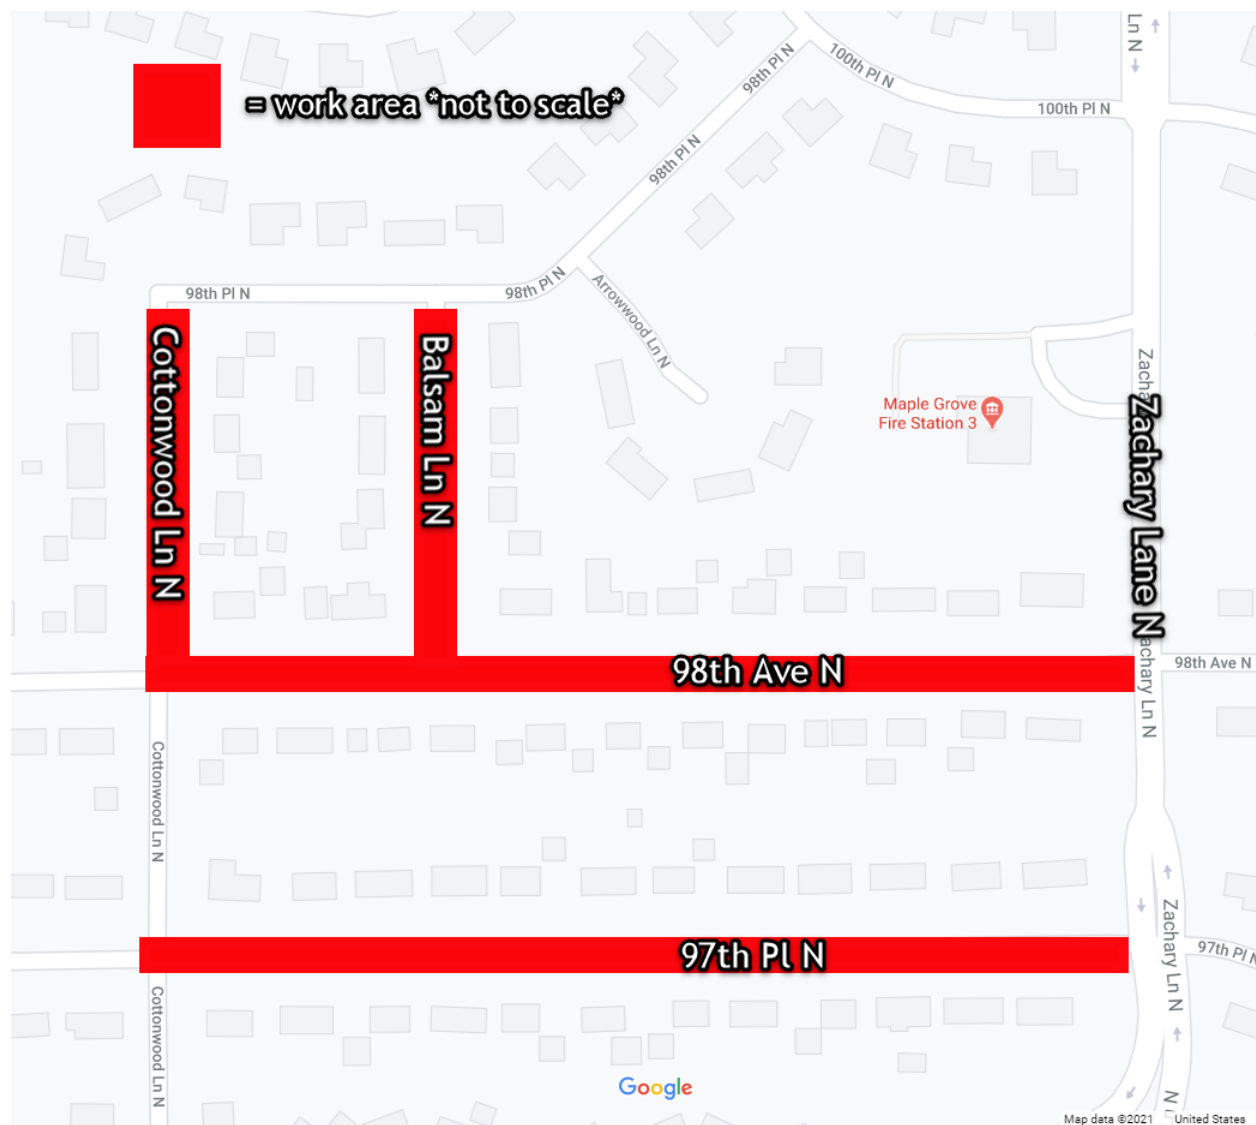 Ln N
= work area *not to scale*
98th Pl N
100th Pl N
100th Pl N
98th Pl N
98th Pl N
98th Pl N
Arrowwood Ln N
Cottonwood Ln N
Balsam Ln N
Zacha
Maple Grove
Fire Station 3
Zachary Lane N
98th Ave N
98th Ave N
achary Ln N
Cottonwood Ln N
97th Pl N
Zachary Ln N
97th Pl N
Cottonwood Ln N
Google
N
Map data ©2021 United States